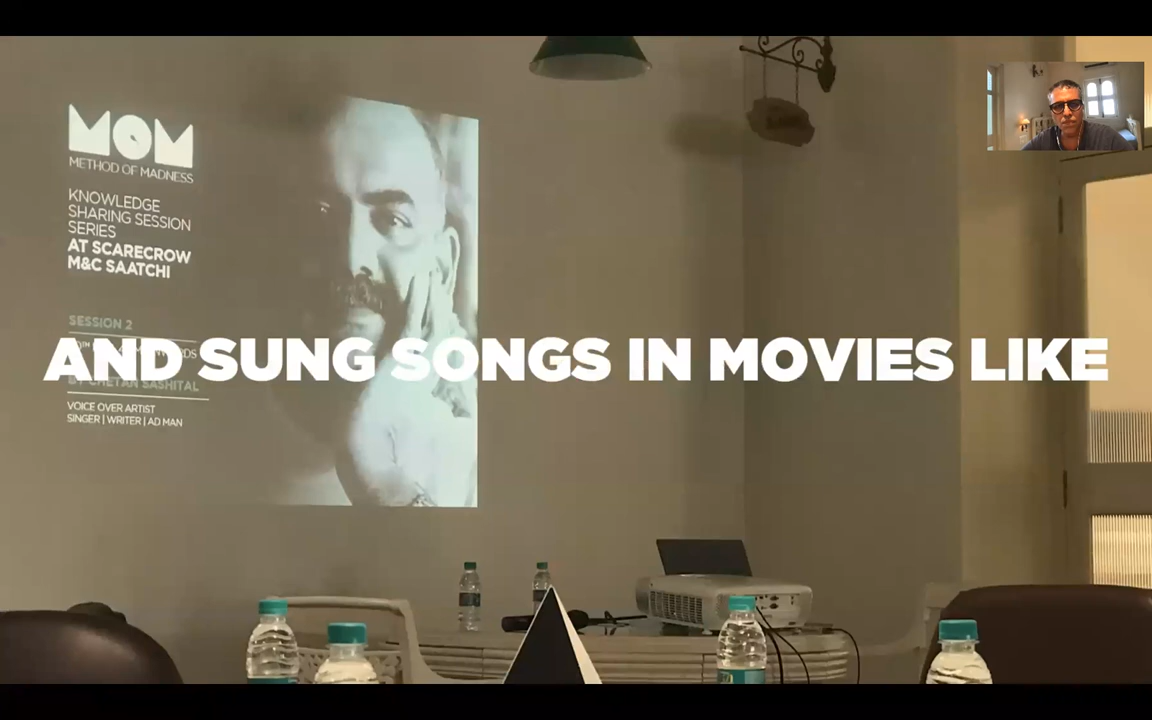 MOM
METHOD OF MADNESS
KNOWLEDGE
SHARING SESSION
SERIES
AT SCARECROW
M&C SAATCHI
SESSION 2
AND SUNG SONGS IN MOVIES LIKE
BY CHETAN SASHITAL
VOICE OVER ARTIST
SINGER | WRITER | AD MAN